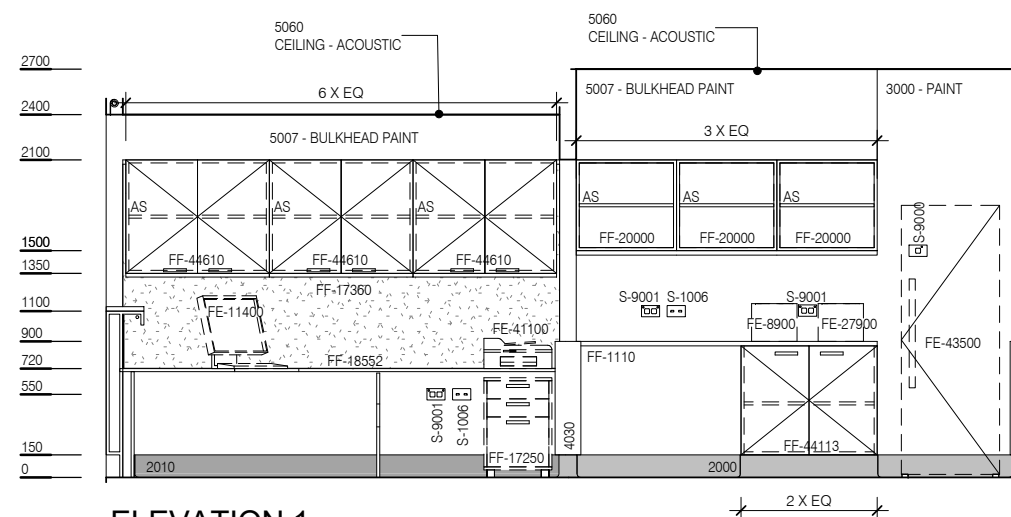 5060
CEILING - ACOUSTIC
5060
CEILING - ACOUSTIC
2700
2400
2100
1500
1350
1100
900
720
550
150
0
6 X EQ
5007 - BULKHEAD PAINT
5007 - BULKHEAD PAINT
3000 - PAINT
3 X EQ
AS
AS
AS
AS
AS
AS
FF-44610
FF-44610
FF-44610
FF-20000
FF-20000
FF-20000
S-9000
FF-17360
FE-11400
S-9001
S-1006
S-9001
FE-41100
FE-8900
FE-27900
FE-43500
FF-18552
FF-1110
S-9001
S-1006
4030
FF-17250
FF-44113
2010
2000
2 X EQ
ELEVATION 1